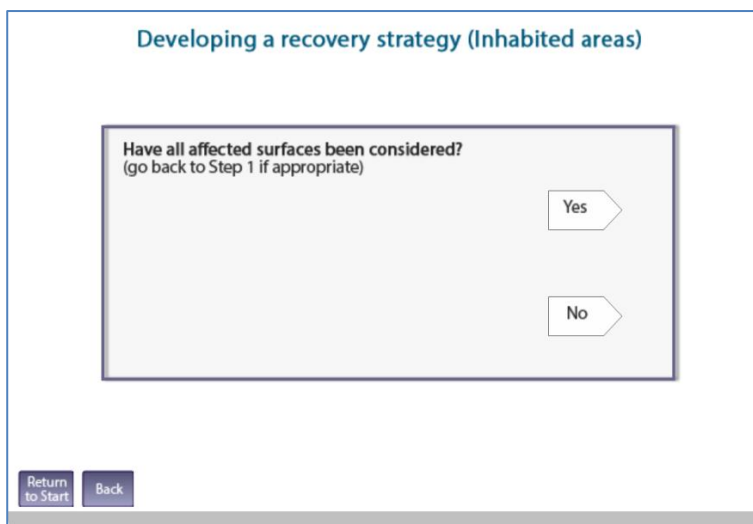 Developing a recovery strategy (Inhabited areas)
Have all affected surfaces been considered?
(go back to Step 1 if appropriate)
Yes
No
Return
to Start
Back